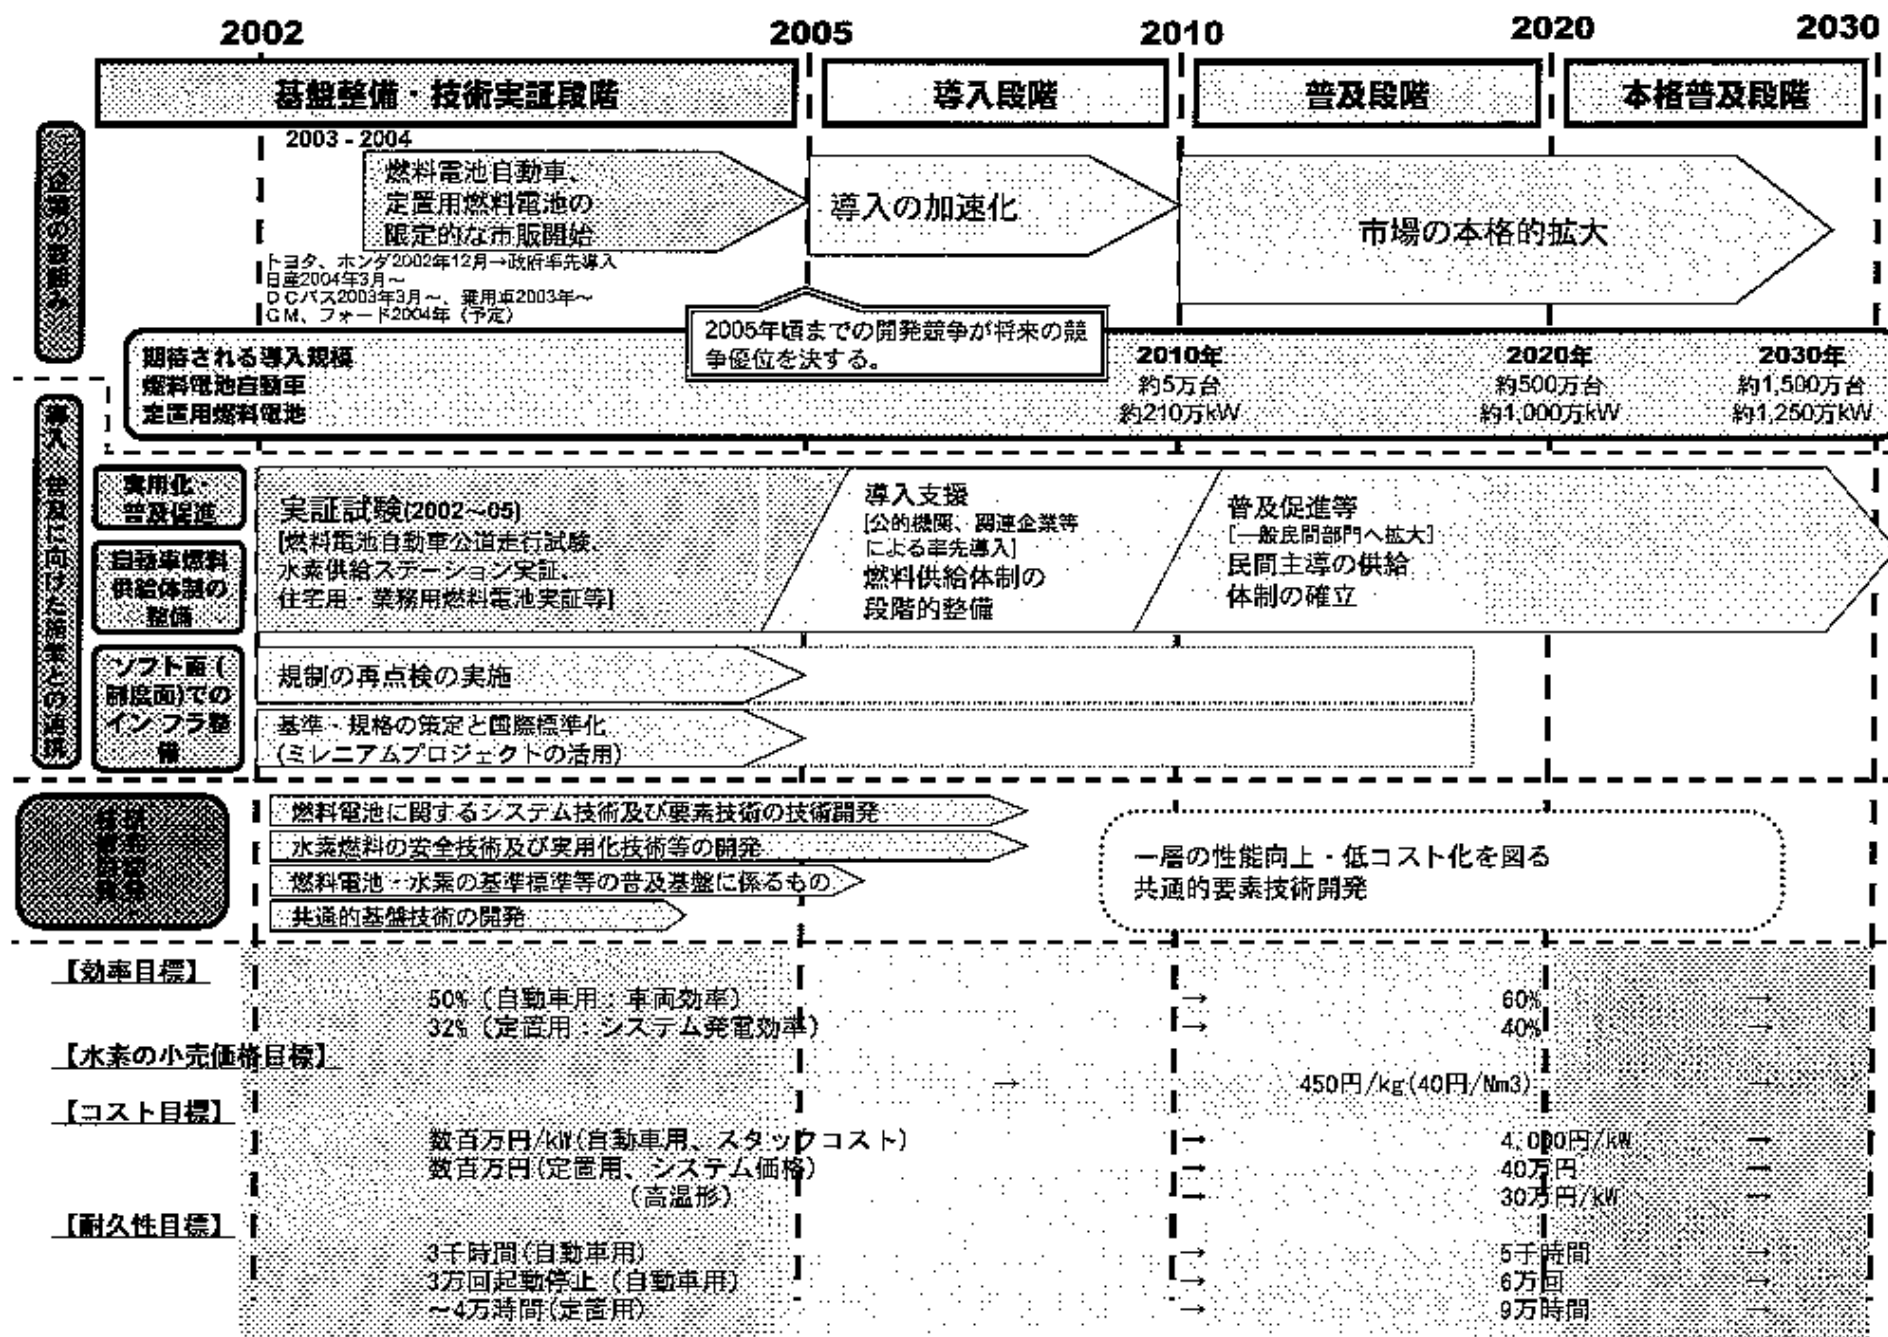 2002
2005
2010
2020
2030
基盤整備・技術実証段階
導入段階
普及段階
本格普及段階
2003 - 2004
燃料電池自動車、
定置用燃料電池の
限定的な市販開始
導入の加速化
市場の本格的拡大
トヨタ、ホンダ2002年12月→政府率先導入
日産2004年3月～
DCバス2003年3月～、乗用車2003年～
GM、フォード2004年（予定）
2005年頃までの開発競争が将来の競
争優位を決する。
期待される導入規模
燃料電池自動車
定置用燃料電池
2010年
約5万台
約210万kW
2020年
約500万台
約1,000万kW
2030年
約1,500万台
約1,250万kW
実用化・
普及促進
自動車燃料
供給体制の
整備
ソフト面（
制度面)での
インフラ整
備
実証試験(2002～05)
[燃料電池自動車公道走行試験、
水素供給ステーション実証、
住宅用・業務用燃料電池実証等]
導入支援
[公的機関、関連企業等
による率先導入]
燃料供給体制の
段階的整備
普及促進等
[一般民間部門へ拡大]
民間主導の供給
体制の確立
規制の再点検の実施
基準・規格の策定と国際標準化
(ミレニアムプロジェクトの活用)
燃料電池に関するシステム技術及び要素技術の技術開発
水素燃料の安全技術及び実用化技術等の開発
燃料電池・水素の基準標準等の普及基盤に係るもの
共通的基盤技術の開発
一層の性能向上・低コスト化を図る
共通的要素技術開発
【効率目標】
50%（自動車用：車両効率） → 60% →
32%（定置用：システム発電効率） → 40% →
【水素の小売価格目標】
→ 450円/kg(40円/Nm3) →
【コスト目標】
数百万円/kW(自動車用、スタックコスト) → 4,000円/kW →
数百万円(定置用、システム価格) → 40万円 →
（高温形） → 30万円/kW →
【耐久性目標】
3千時間(自動車用) → 5千時間 →
3万回起動停止（自動車用） → 6万回 →
～4万時間(定置用) → 9万時間 →